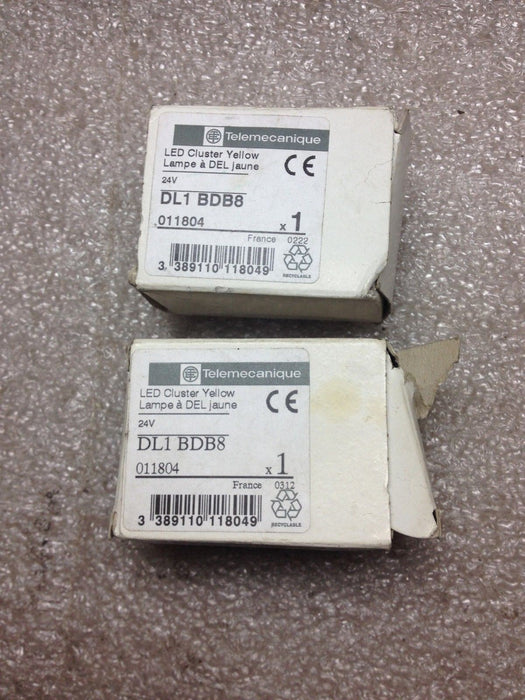 Telemecanique
LED Cluster Yellow
Lampe à DEL jaune
CE
24V
DL1 BDB8
011804 x 1
France 0222
3 389110 118049
RECYCLABLE
Telemecanique
LED Cluster Yellow
Lampe à DEL jaune
CE
24V
DL1 BDB8
011804 x 1
France 0312
3 389110 118049
RECYCLABLE